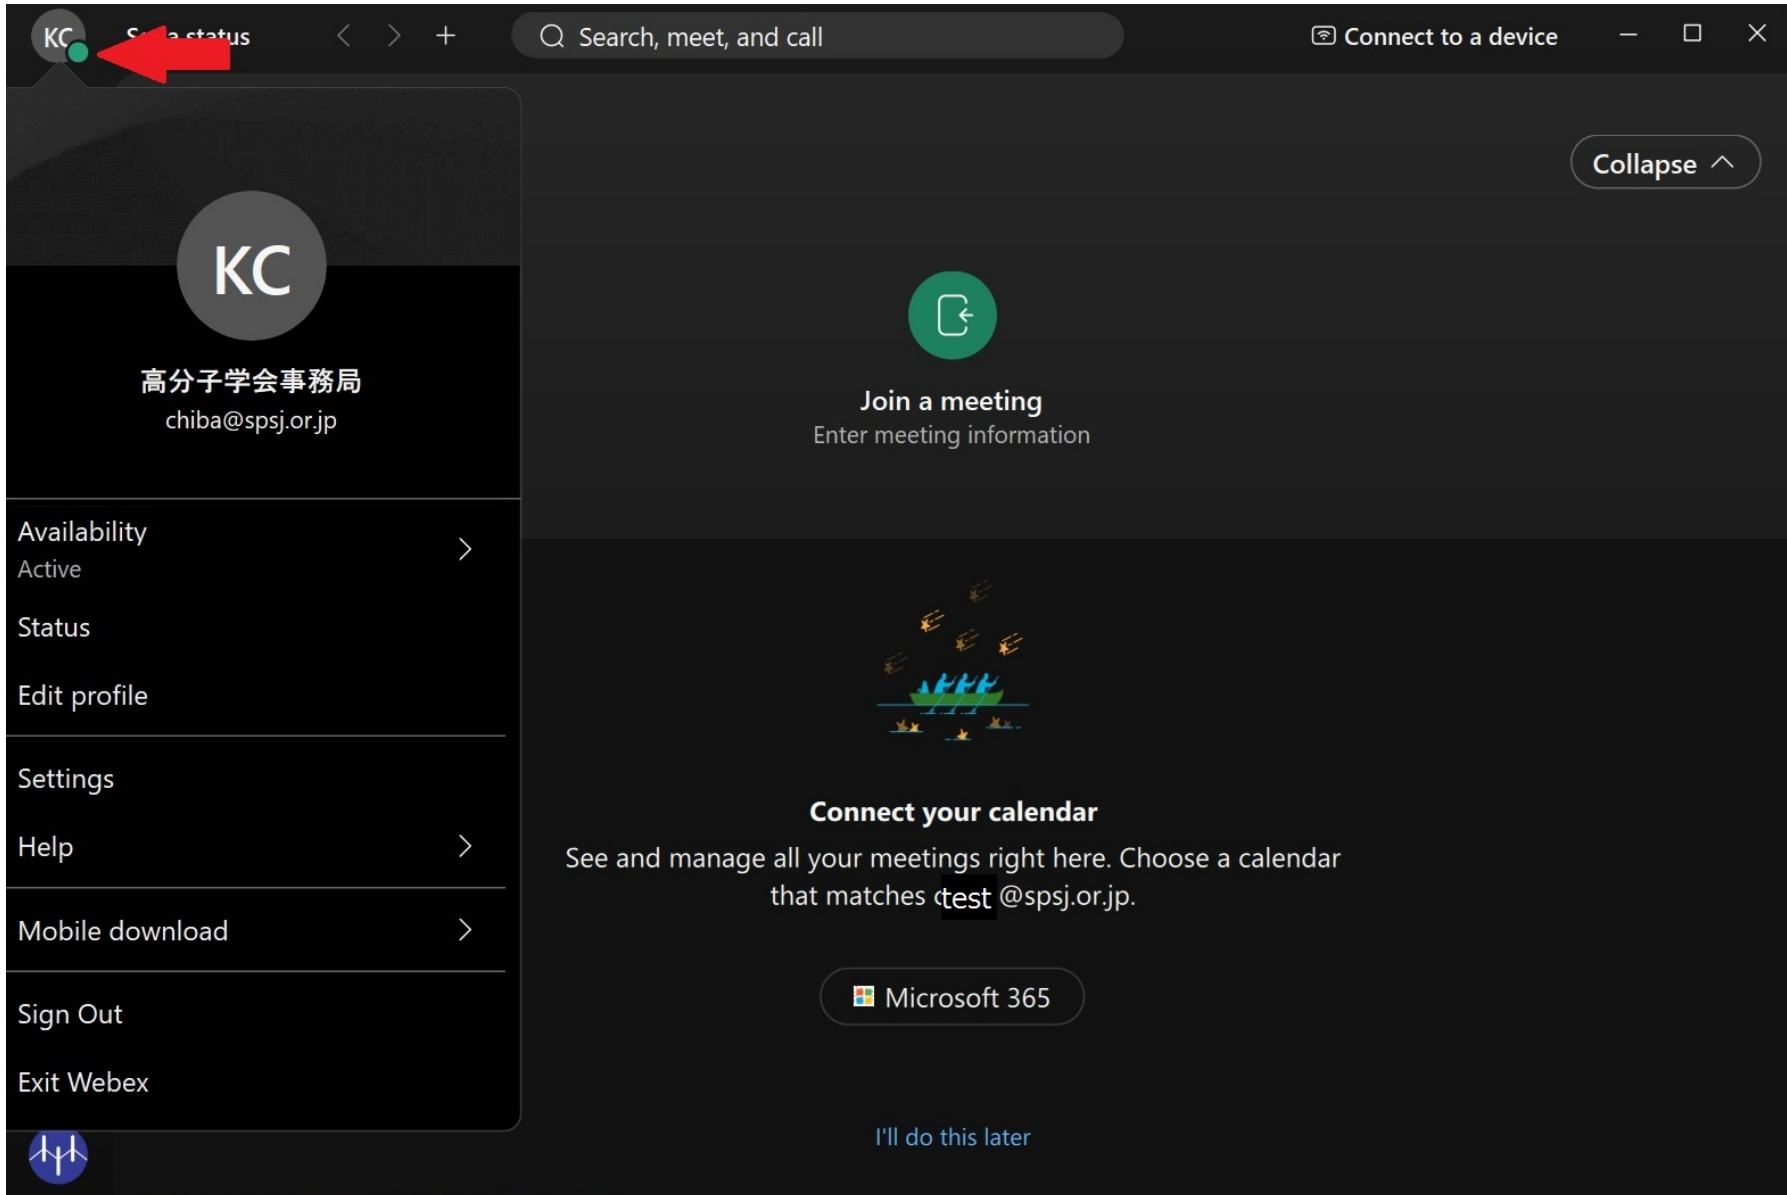 KC
a status
Search, meet, and call
Connect to a device
Collapse
KC
高分子学会事務局
chiba@spsj.or.jp
Availability
Active
Status
Edit profile
Settings
Help
Mobile download
Sign Out
Exit Webex
Join a meeting
Enter meeting information
Connect your calendar
See and manage all your meetings right here. Choose a calendar
that matches test @spsj.or.jp.
Microsoft 365
I'll do this later